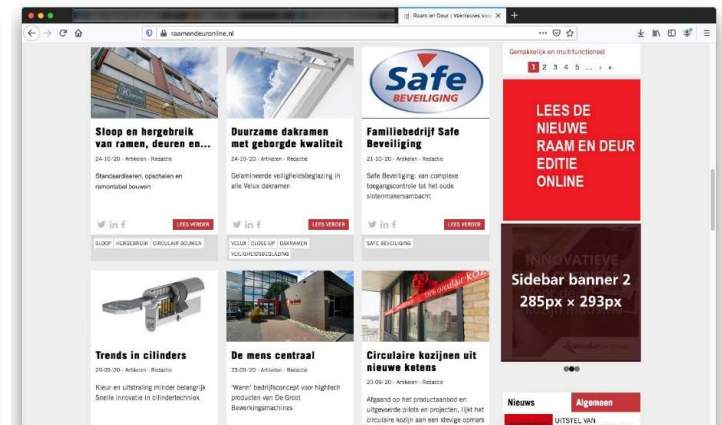 Raam en Deur | Vaknieuws voor
raamendeuronline.nl
Gemakkelijk en multifunctioneel
1 2 3 4 5 ... › »
Safe
BEVEILIGING
LEES DE
NIEUWE
RAAM EN DEUR
EDITIE
ONLINE
Sloop en hergebruik
van ramen, deuren en...
24-10-'20 - Artikelen - Redactie
Standaardiseren, opschalen en
remontabel bouwen
LEES VERDER
SLOOP HERGEBRUIK CIRCULAIR BOUWEN
Duurzame dakramen
met geborgde kwaliteit
24-10-'20 - Artikelen - Redactie
Gelamineerde veiligheidsbeglazing in
alle Velux dakramen
LEES VERDER
VELUX CLOSE-UP DAKRAMEN
VEILIGHEIDSBEGLAZING
Familiebedrijf Safe
Beveiliging
21-10-'20 - Artikelen - Redactie
Safe Beveiliging: van complexe
toegangscontrole tot het oude
slotenmakersambacht
LEES VERDER
SAFE BEVEILIGING
INNOVATIEVE
Sidebar banner 2
285px × 293px
kozijn industrie
100% circulair kozijn
Trends in cilinders
29-09-'20 - Artikelen - Redactie
Kleur en uitstraling minder belangrijk
Snelle innovatie in cilindertechniek
De mens centraal
23-09-'20 - Artikelen - Redactie
'Warm' bedrijfsconcept voor hightech
producten van De Groot
Bewerkingsmachines
Circulaire kozijnen uit
nieuwe ketens
23-09-'20 - Artikelen - Redactie
Afgaand op het productaanbod en
uitgevoerde pilots en projecten, lijkt het
circulaire kozijn aan een stevige opmars
Nieuws Algemeen
UITSTEL VAN